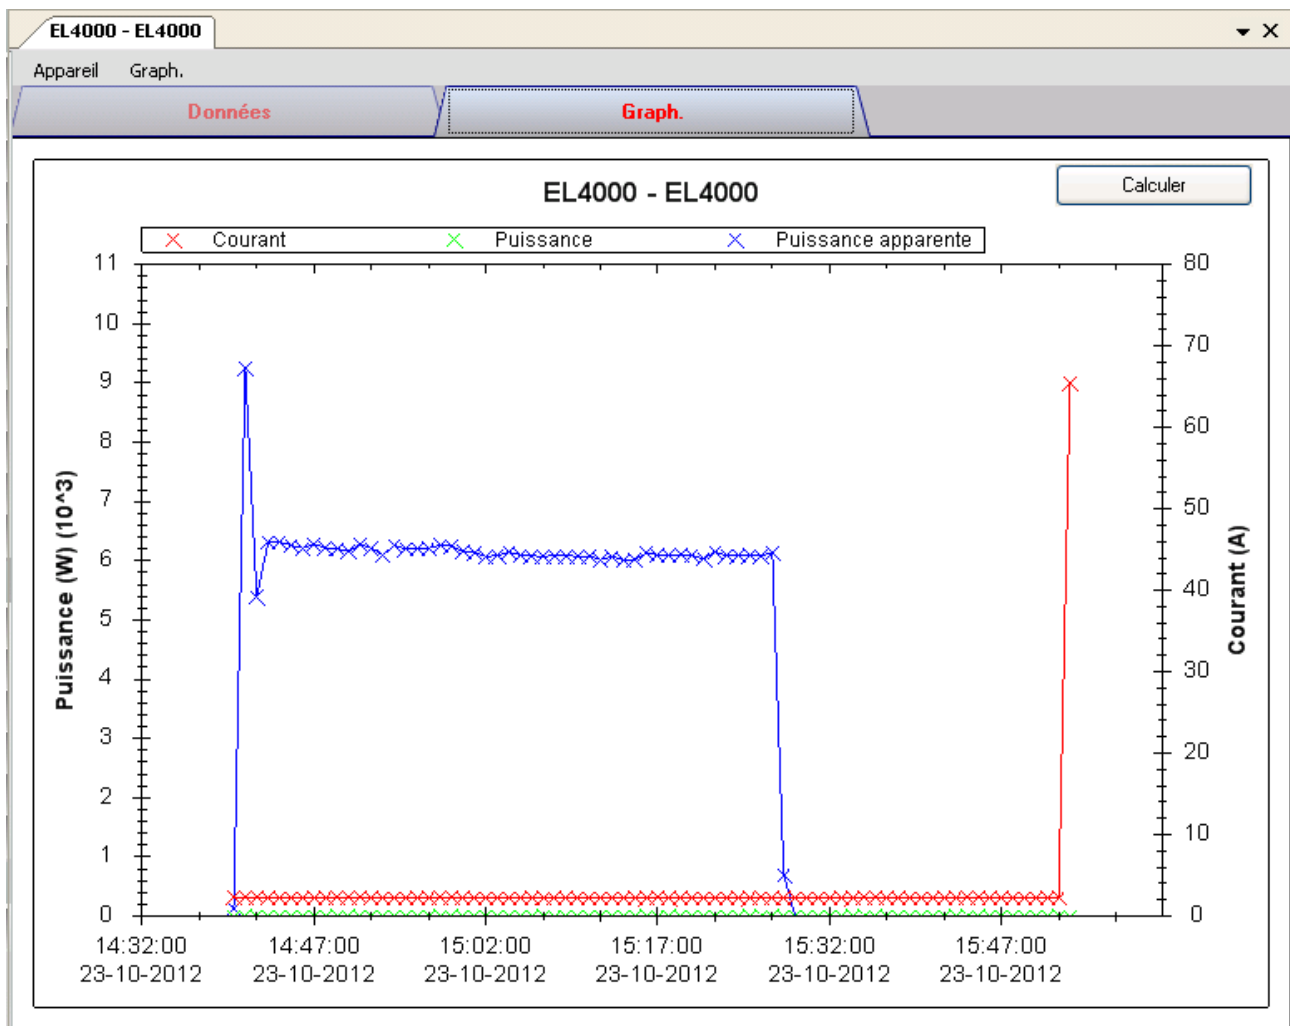 EL4000 - EL4000
Appareil Graph.
Données Graph.
EL4000 - EL4000
Calculer
Courant Puissance Puissance apparente
11
10
9
8
7
6
5
4
3
2
1
0
Puissance (W) (10^3)
80
70
60
50
40
30
20
10
0
Courant (A)
14:32:00 14:47:00 15:02:00 15:17:00 15:32:00 15:47:00
23-10-2012 23-10-2012 23-10-2012 23-10-2012 23-10-2012 23-10-2012